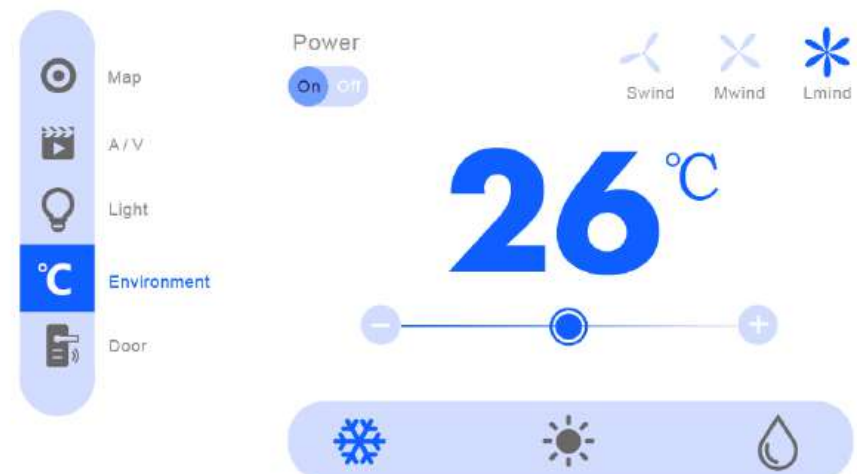 Power
On Off
Swind Mwind Lmind
Map
A / V
Light
°C Environment
Door
26 °C